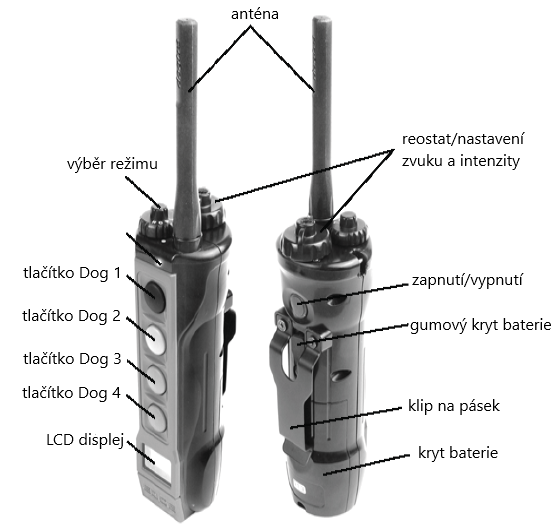 anténa
reostat/nastavení
zvuku a intenzity
výběr režimu
tlačítko Dog 1
zapnutí/vypnutí
tlačítko Dog 2
gumový kryt baterie
tlačítko Dog 3
tlačítko Dog 4
klip na pásek
LCD displej
kryt baterie